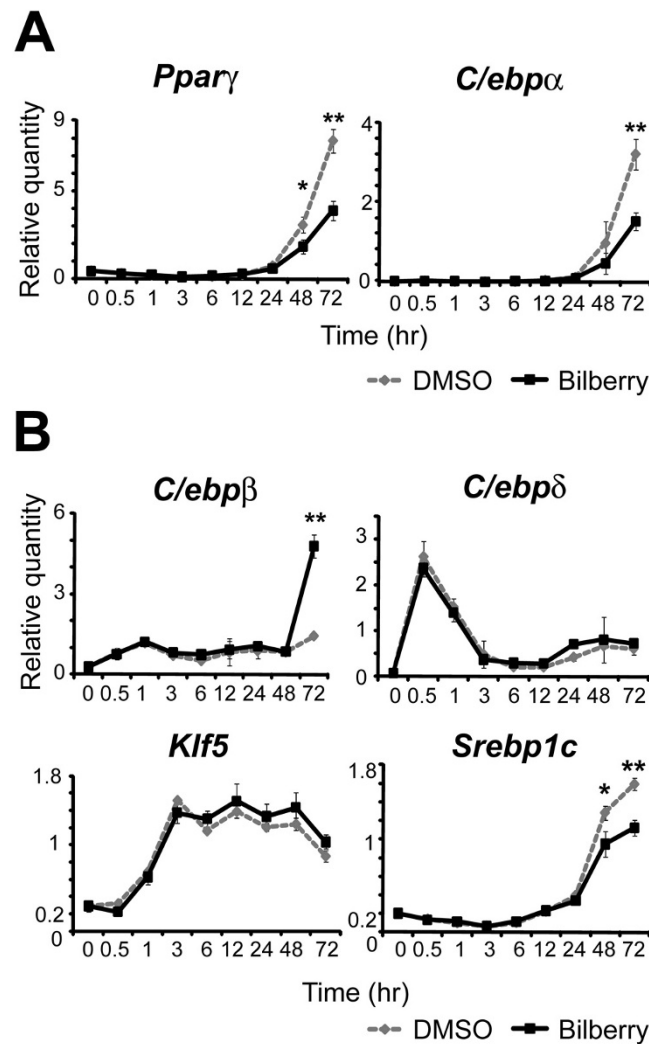 A
Pparγ
C/ebpα
Relative quantity
9
5
0
*
**
4
2
0
**
0 0.5 1 3 6 12 24 48 72
0 0.5 1 3 6 12 24 48 72
Time (hr)
DMSO Bilberry
B
C/ebpβ
C/ebpδ
Relative quantity
6
3
0
**
3
2
1
0
0 0.5 1 3 6 12 24 48 72
0 0.5 1 3 6 12 24 48 72
Klf5
Srebp1c
1.8
1
0.2
0
1.8
1
0.2
0
*
**
0 0.5 1 3 6 12 24 48 72
0 0.5 1 3 6 12 24 48 72
Time (hr)
DMSO Bilberry